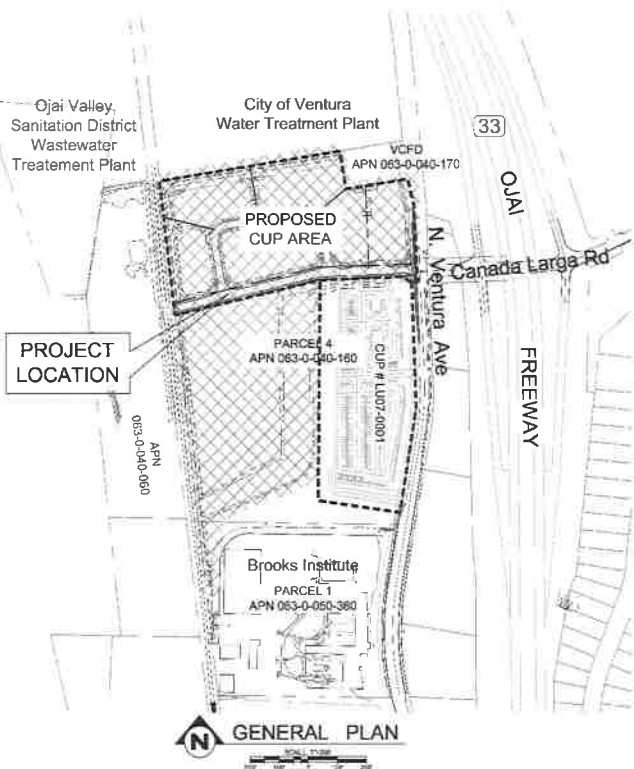 Ojai Valley,
Sanitation District
Wastewater
Treatement Plant
City of Ventura
Water Treatment Plant
33
VCFD
APN 063-0-040-170
OJAI
FREEWAY
PROPOSED
CUP AREA
N. Ventura Ave
Canada Larga Rd
PROJECT
LOCATION
PARCEL 4
APN 063-0-040-160
CUP # LU07-0001
APN
063-0-040-060
Brooks Institute
PARCEL 1
APN 063-0-050-360
N
GENERAL PLAN